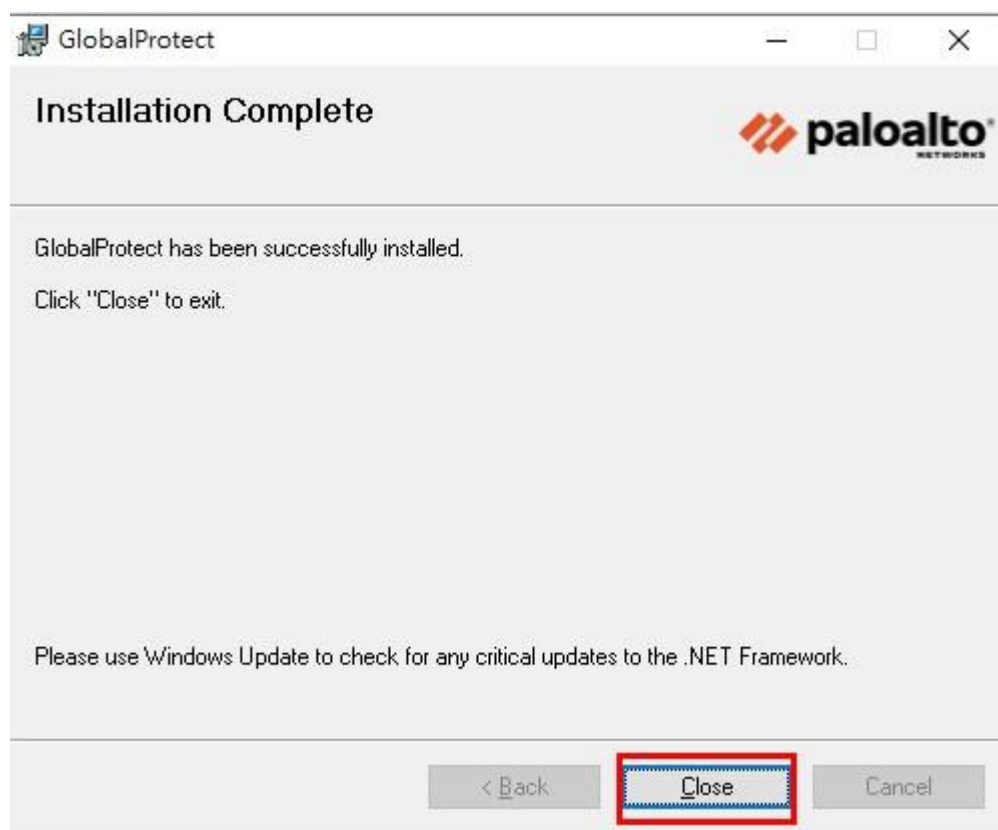 GlobalProtect
Installation Complete
paloalto
NETWORKS
GlobalProtect has been successfully installed.
Click "Close" to exit.
Please use Windows Update to check for any critical updates to the .NET Framework.
< Back
Close
Cancel